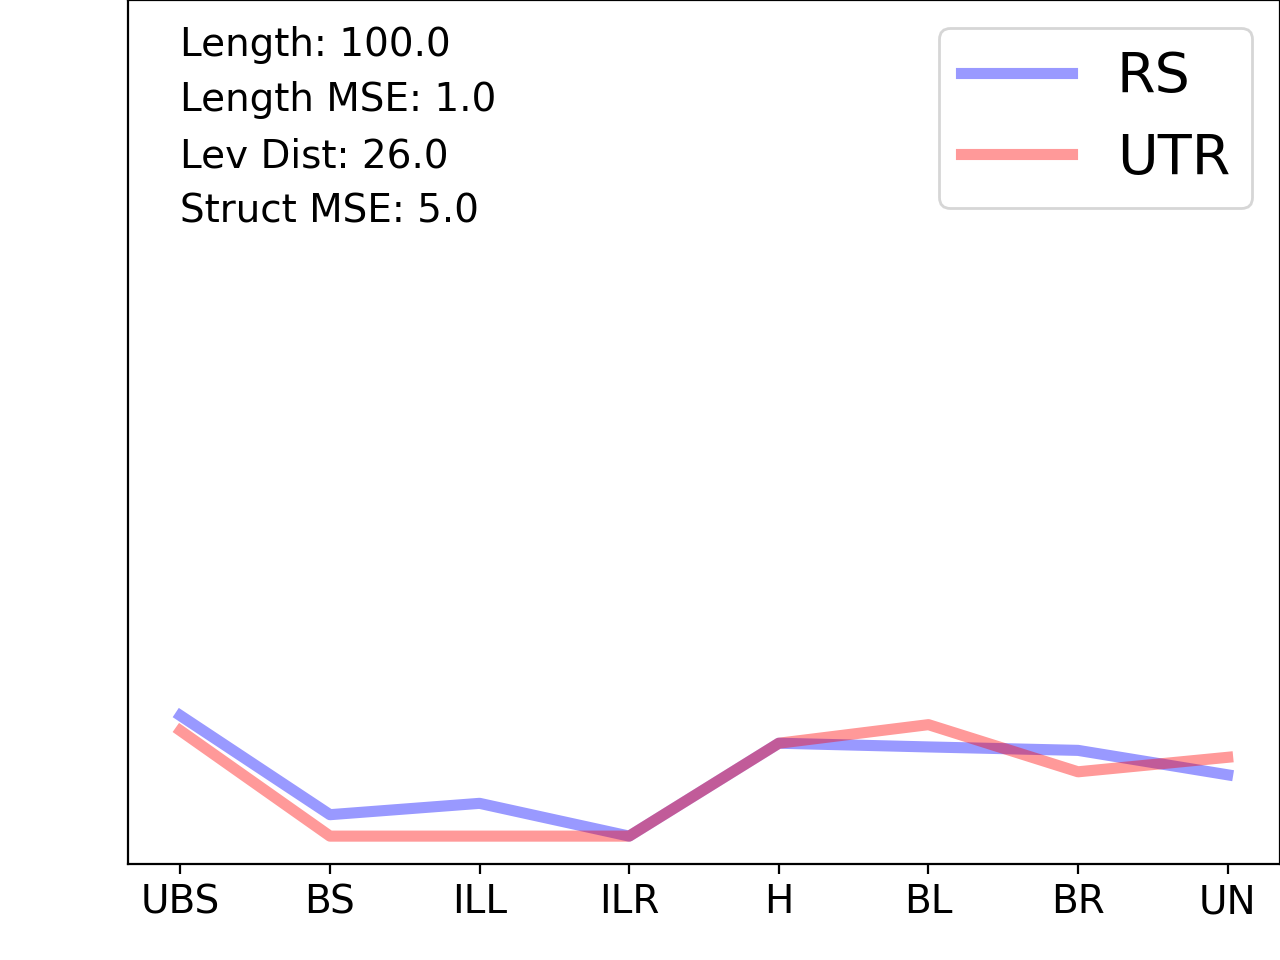 Length: 100.0
Length MSE: 1.0
Lev Dist: 26.0
Struct MSE: 5.0
RS
UTR
UBS BS ILL ILR H BL BR UN